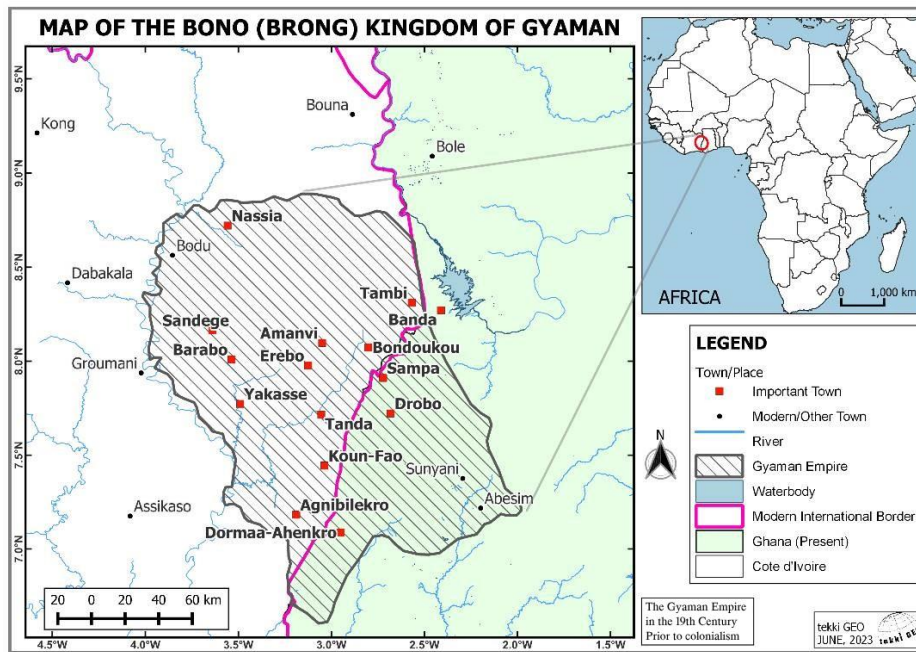 MAP OF THE BONO (BRONG) KINGDOM OF GYAMAN
9.5°N
9.0°N
8.5°N
8.0°N
7.5°N
7.0°N
Kong
Bouna
Bole
Nassia
Bodu
Dabakala
Tambi
Banda
Sandege
Amanvi
Bondoukou
Barabo
Erebo
Sampa
Groumani
Yakasse
Drobo
Tanda
Koun-Fao
Sunyani
Assikaso
Agnibilekro
Abesim
Dormaa-Ahenkro
20 0 20 40 60 km
4.5°W 4.0°W 3.5°W 3.0°W 2.5°W 2.0°W 1.5°W
AFRICA
0 1,000 km
LEGEND
Town/Place
Important Town
Modern/Other Town
River
Gyaman Empire
Waterbody
Modern International Border
Ghana (Present)
Cote d'Ivoire
N
The Gyaman Empire
in the 19th Century
Prior to colonialism
tekki GEO
JUNE, 2023
tekki GEO